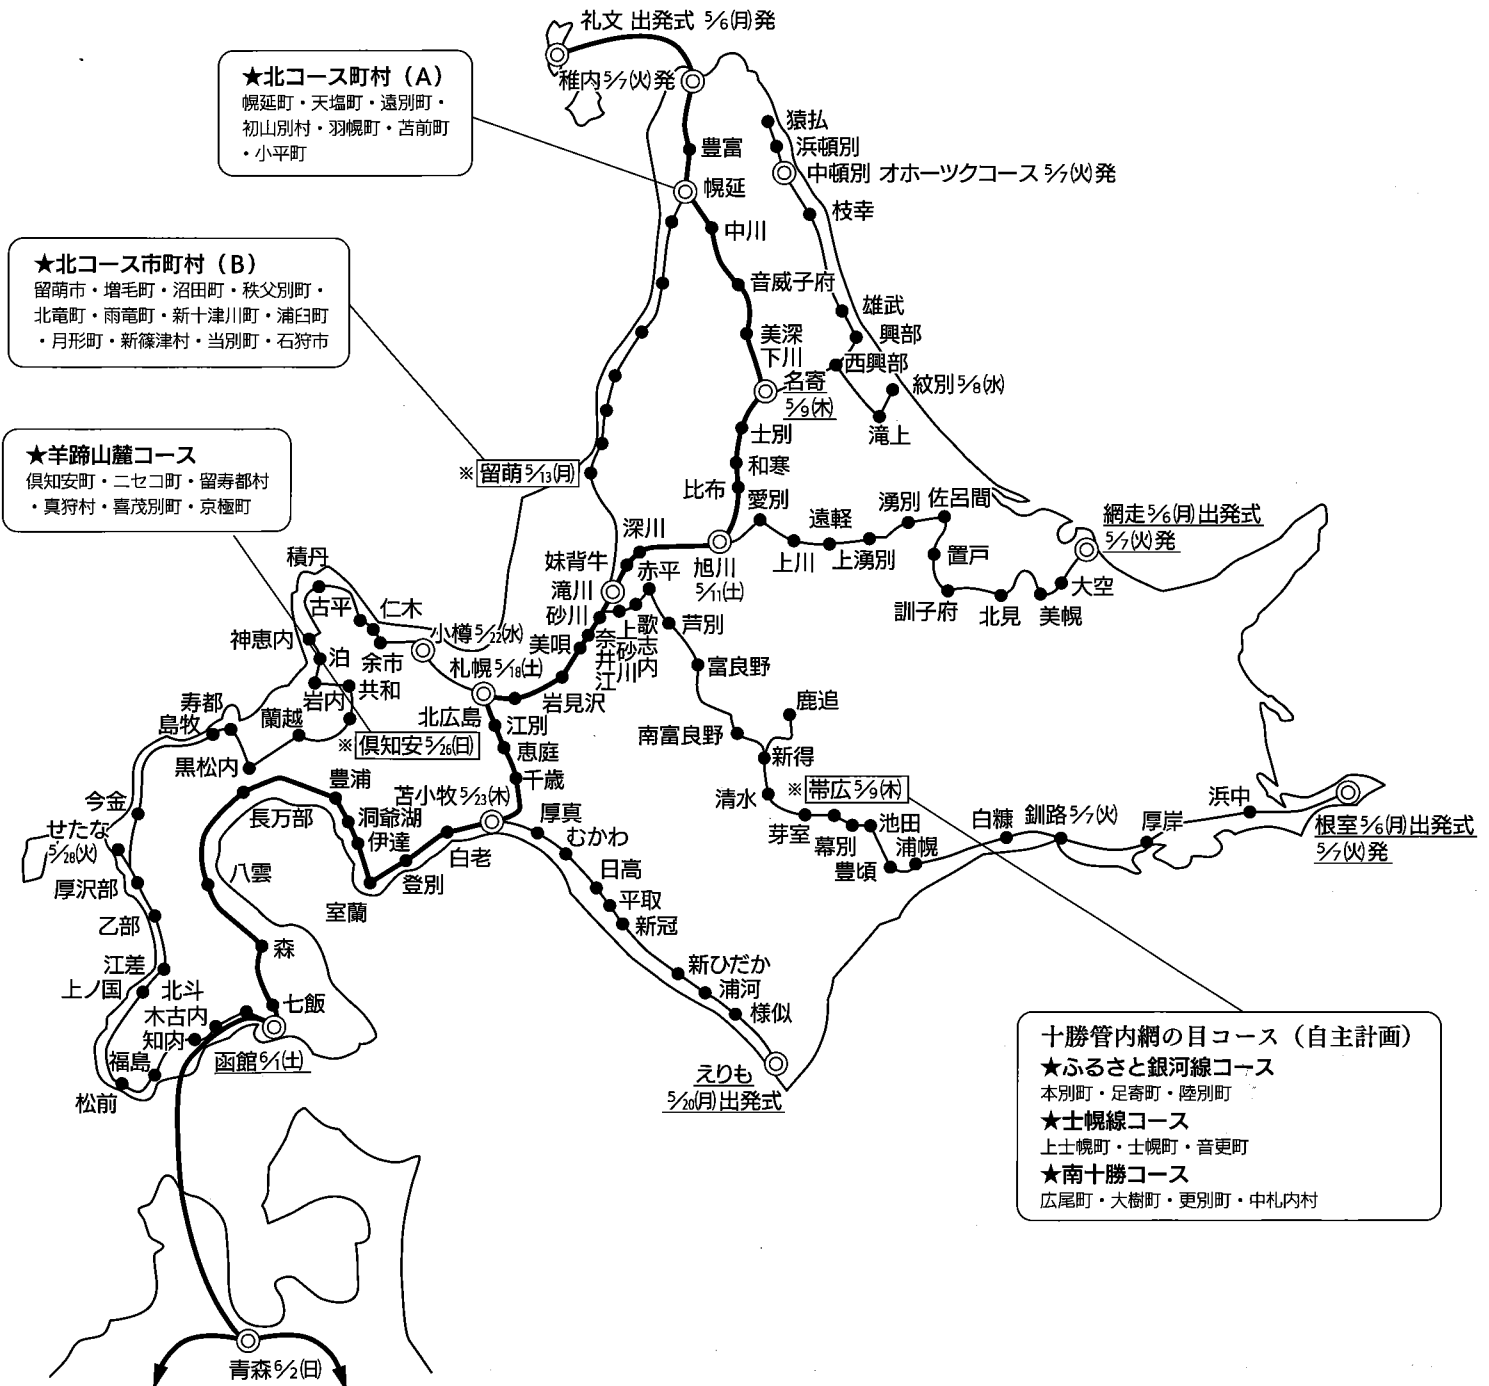 礼文 出発式 5/6(月)発
稚内5/7(火)発
★北コース町村（A）
幌延町・天塩町・遠別町・
初山別村・羽幌町・苫前町
・小平町
豊富
幌延
中川
音威子府
美深
下川
名寄
5/9(木)
士別
和寒
比布
猿払
浜頓別
中頓別 オホーツクコース 5/7(火)発
枝幸
雄武
興部
西興部
紋別5/8(水)
滝上
★北コース市町村（B）
留萌市・増毛町・沼田町・秩父別町・
北竜町・雨竜町・新十津川町・浦臼町
・月形町・新篠津村・当別町・石狩市
※留萌5/13(月)
★羊蹄山麓コース
倶知安町・ニセコ町・留寿都村
・真狩村・喜茂別町・京極町
愛別
上川
遠軽
上湧別
湧別
佐呂間
置戸
訓子府
北見
美幌
大空
網走5/6(月)出発式
5/7(火)発
旭川
5/11(土)
深川
妹背牛
滝川
赤平
砂川
歌志内
上砂川
奈井江
美唄
岩見沢
芦別
富良野
南富良野
鹿追
新得
清水
※帯広5/9(木)
芽室
幕別
池田
豊頃
浦幌
白糠
釧路5/7(火)
厚岸
浜中
根室5/6(月)出発式
5/7(火)発
積丹
古平
仁木
余市
小樽5/22(水)
札幌5/18(土)
神恵内
泊
岩内
共和
※倶知安5/26(日)
蘭越
寿都
島牧
黒松内
北広島
江別
恵庭
千歳
苫小牧5/23(木)
厚真
むかわ
日高
平取
新冠
新ひだか
浦河
様似
えりも
5/20(月)出発式
白老
登別
室蘭
伊達
洞爺湖
豊浦
長万部
八雲
森
七飯
今金
せたな
5/28(火)
厚沢部
乙部
江差
上ノ国
北斗
木古内
知内
福島
松前
函館6/1(土)
青森6/2(日)
十勝管内網の目コース（自主計画）
★ふるさと銀河線コース
本別町・足寄町・陸別町
★士幌線コース
上士幌町・士幌町・音更町
★南十勝コース
広尾町・大樹町・更別町・中札内村